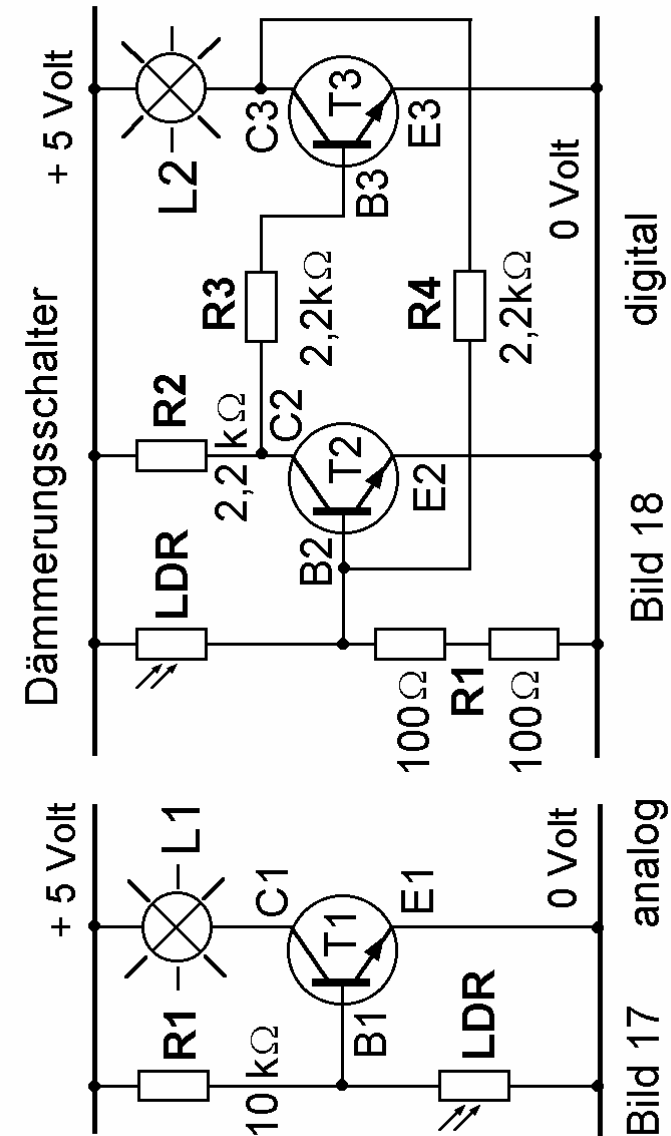 Dämmerungsschalter
+ 5 Volt
R1
L1
10 kΩ
C1
T1
B1
E1
LDR
0 Volt
Bild 17
analog
+ 5 Volt
LDR
R2
L2
2,2 kΩ
R3
C2
C3
2,2kΩ
B2
T2
B3
T3
100Ω
R1
100Ω
E2
R4
E3
2,2kΩ
0 Volt
Bild 18
digital